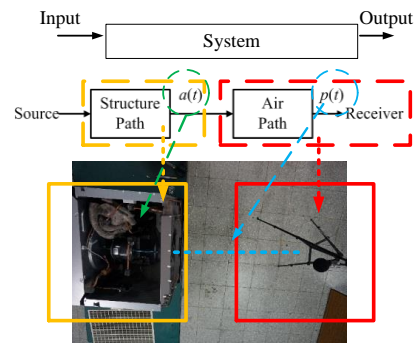 Input
Output
System
Source
Structure Path
a(t)
Air Path
p(t)
Receiver